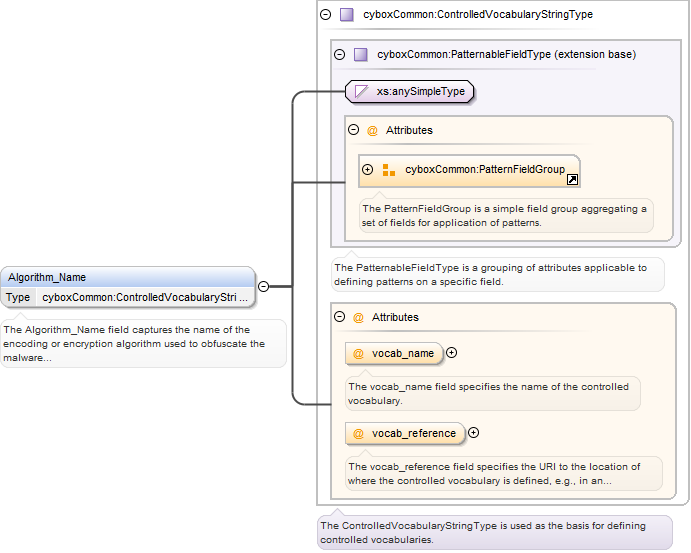 cyboxCommon:ControlledVocabularyStringType
cyboxCommon:PatternableFieldType (extension base)
xs:anySimpleType
@ Attributes
cyboxCommon:PatternFieldGroup
The PatternFieldGroup is a simple field group aggregating a
set of fields for application of patterns.
The PatternableFieldType is a grouping of attributes applicable to
defining patterns on a specific field.
Algorithm_Name
Type cyboxCommon:ControlledVocabularyStri ...
The Algorithm_Name field captures the name of the
encoding or encryption algorithm used to obfuscate the
malware...
@ Attributes
@ vocab_name
The vocab_name field specifies the name of the controlled
vocabulary.
@ vocab_reference
The vocab_reference field specifies the URI to the location of
where the controlled vocabulary is defined, e.g., in an...
The ControlledVocabularyStringType is used as the basis for defining
controlled vocabularies.